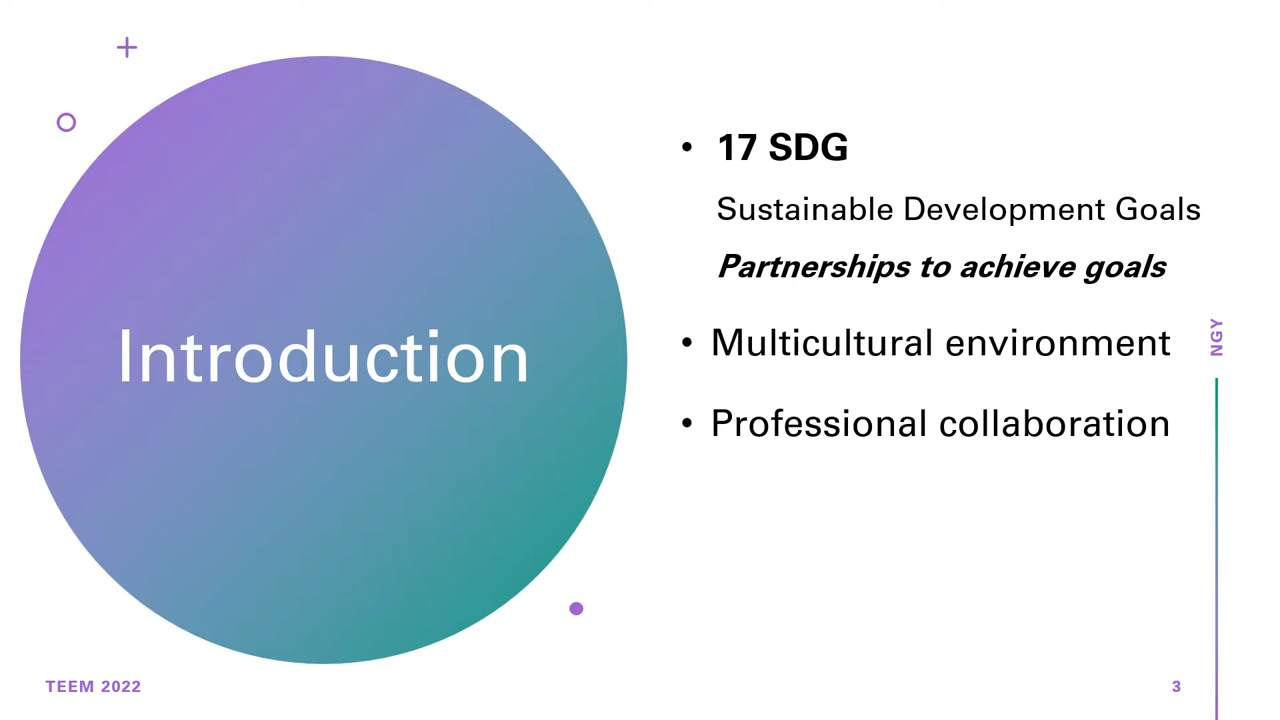 Introduction
• 17 SDG
Sustainable Development Goals
Partnerships to achieve goals
• Multicultural environment
• Professional collaboration
NGY
TEEM 2022
3